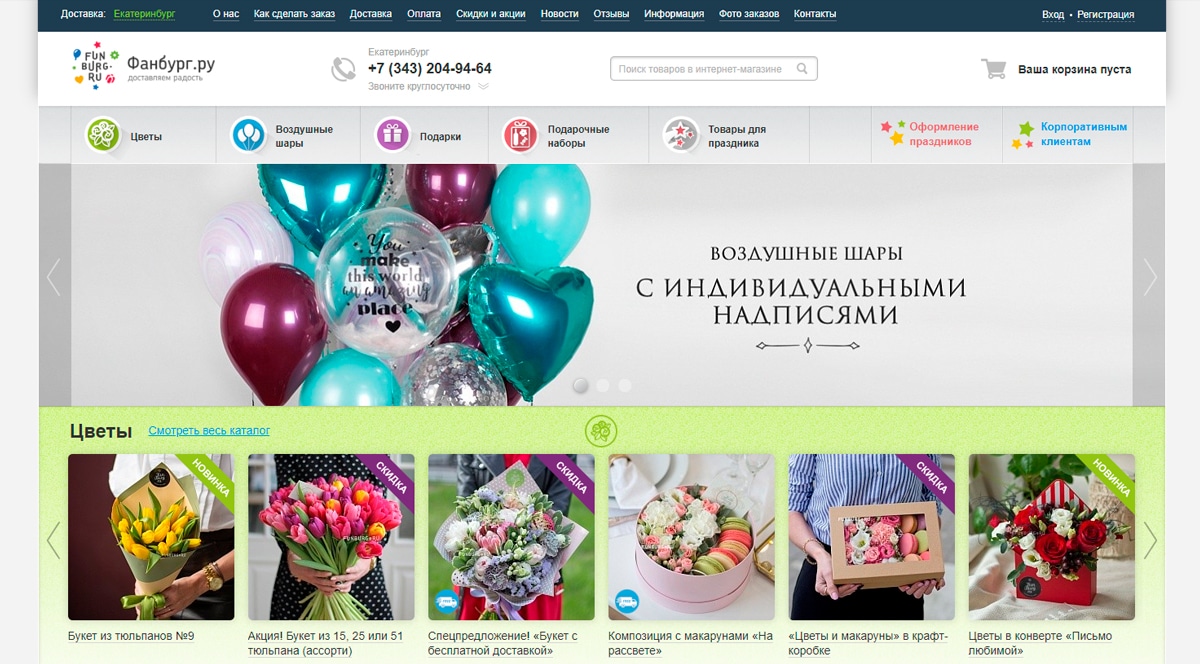 Доставка: Екатеринбург
О нас Как сделать заказ Доставка Оплата Скидки и акции Новости Отзывы Информация Фото заказов Контакты
Вход • Регистрация
FUN
BURG·
RU
Фанбург.ру
доставляем радость
Екатеринбург
+7 (343) 204-94-64
Звоните круглосуточно
Поиск товаров в интернет-магазине
Ваша корзина пуста
Цветы
Воздушные
шары
Подарки
Подарочные
наборы
Товары для
праздника
Оформление
праздников
Корпоративным
клиентам
You
make
this world
an amazing
place
ВОЗДУШНЫЕ ШАРЫ
С ИНДИВИДУАЛЬНЫМИ
НАДПИСЯМИ
Цветы
Смотреть весь каталог
НОВИНКА
СКИДКА
СКИДКА
СКИДКА
НОВИНКА
FUNBURG.RU
Букет из тюльпанов №9
Акция! Букет из 15, 25 или 51
тюльпана (ассорти)
Спецпредложение! «Букет с
бесплатной доставкой»
Композиция с макарунами «На
рассвете»
«Цветы и макаруны» в крафт-
коробке
Цветы в конверте «Письмо
любимой»